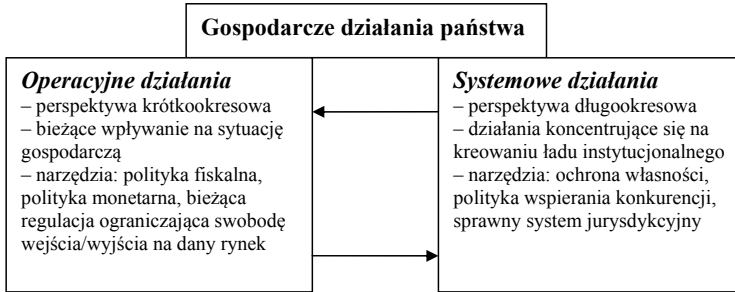 Gospodarcze działania państwa
Operacyjne działania
– perspektywa krótkookresowa
– bieżące wpływanie na sytuację
gospodarczą
– narzędzia: polityka fiskalna,
polityka monetarna, bieżąca
regulacja ograniczająca swobodę
wejścia/wyjścia na dany rynek
Systemowe działania
– perspektywa długookresowa
– działania koncentrujące się na
kreowaniu ładu instytucjonalnego
– narzędzia: ochrona własności,
polityka wspierania konkurencji,
sprawny system jurysdykcyjny